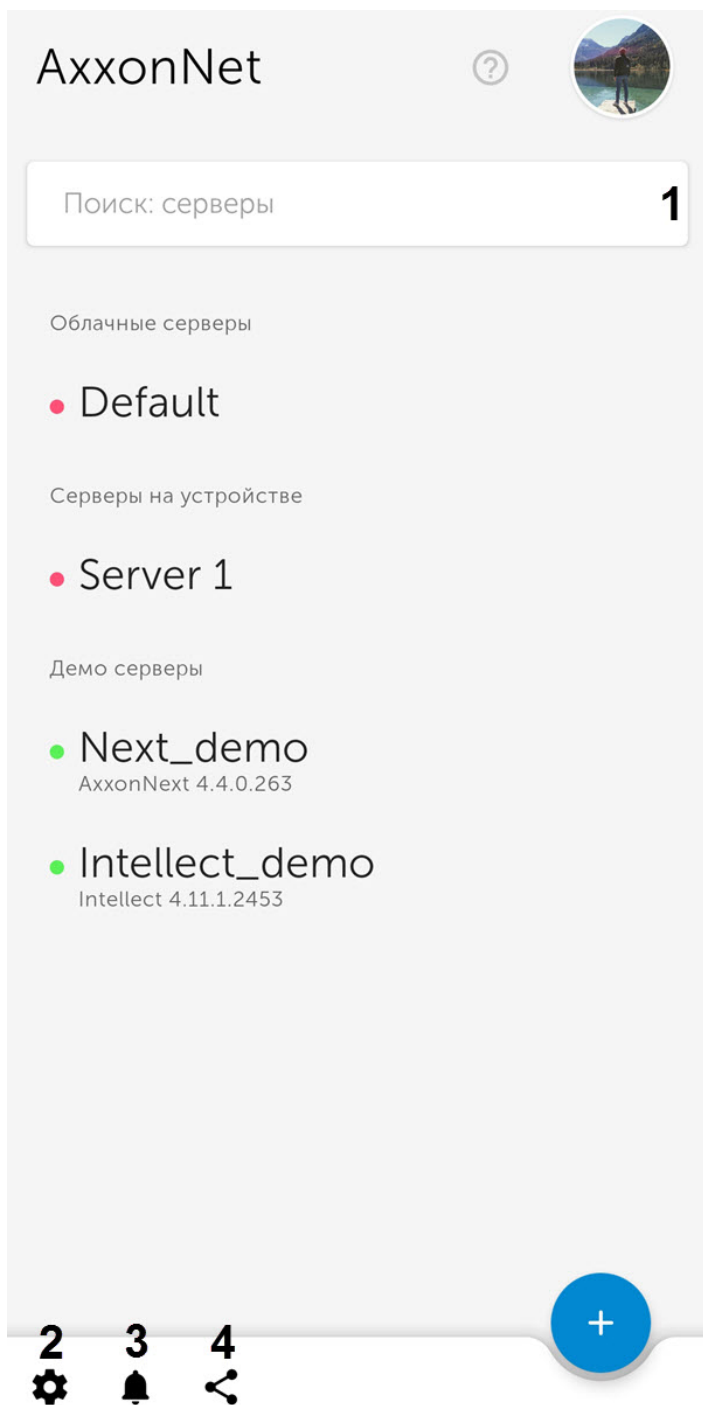 AxxonNet
Поиск: серверы 1
Облачные серверы
Default
Серверы на устройстве
Server 1
Демо серверы
Next_demo
AxxonNext 4.4.0.263
Intellect_demo
Intellect 4.11.1.2453
2 3 4